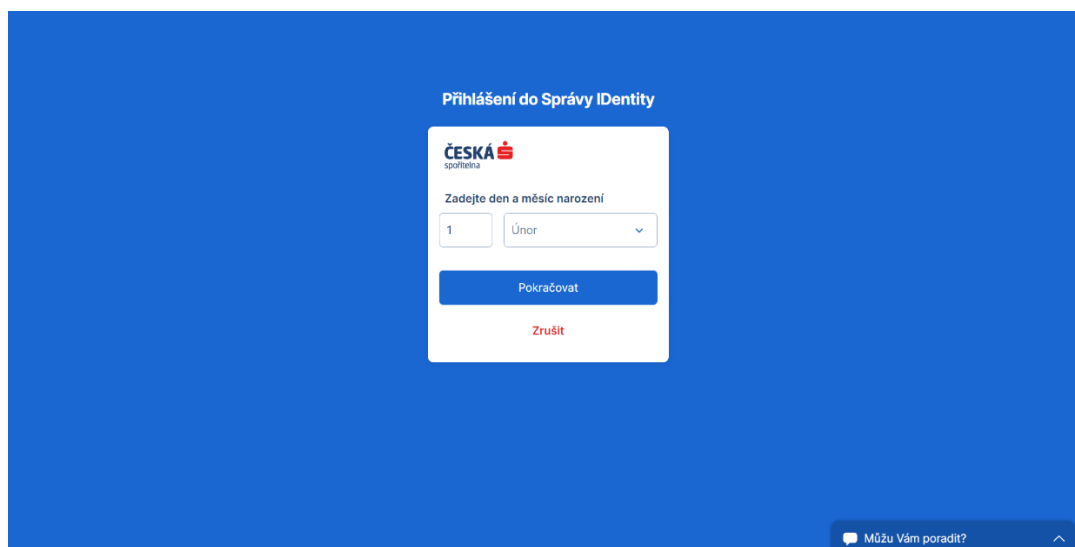 Přihlášení do Správy IDentity
ČESKÁ
spořitelna
Zadejte den a měsíc narození
1
Únor
Pokračovat
Zrušit
Můžu Vám poradit?